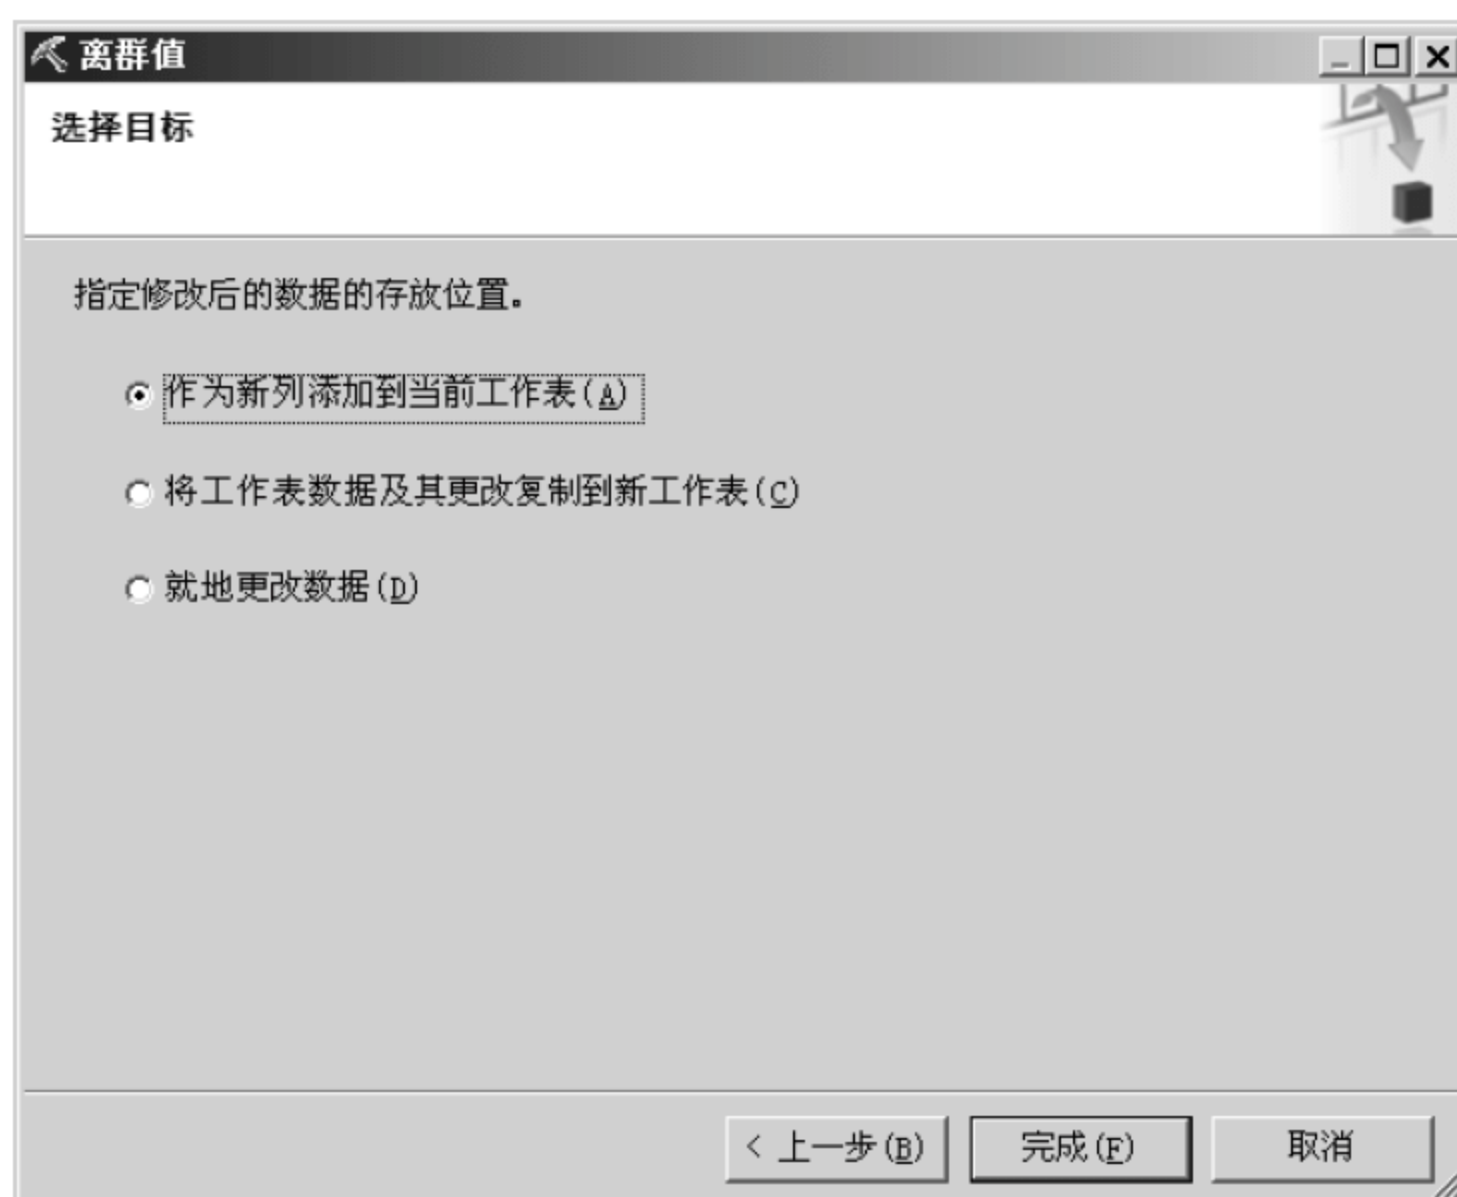 离群值
选择目标
指定修改后的数据的存放位置。
作为新列添加到当前工作表(A)
将工作表数据及其更改复制到新工作表(C)
就地更改数据(D)
< 上一步(B) 完成(F) 取消